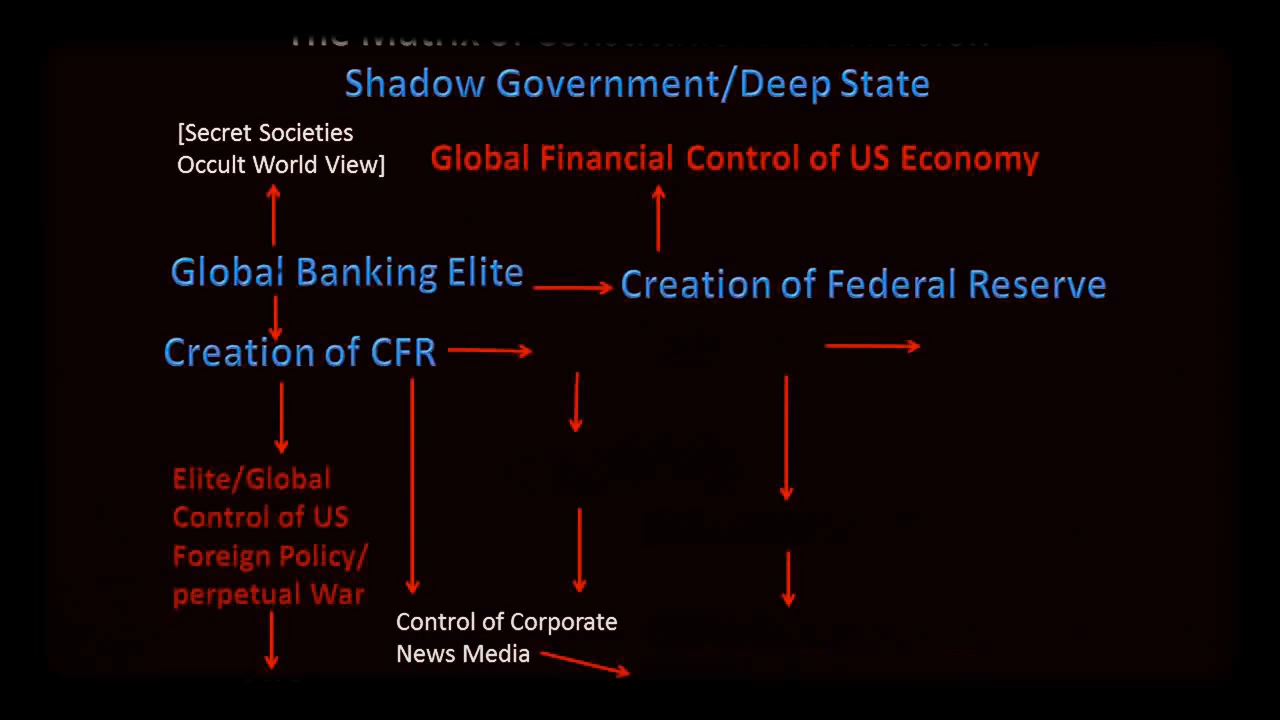 Shadow Government/Deep State
[Secret Societies
Occult World View]
Global Financial Control of US Economy
Global Banking Elite
Creation of Federal Reserve
Creation of CFR
Elite/Global
Control of US
Foreign Policy/
perpetual War
Control of Corporate
News Media